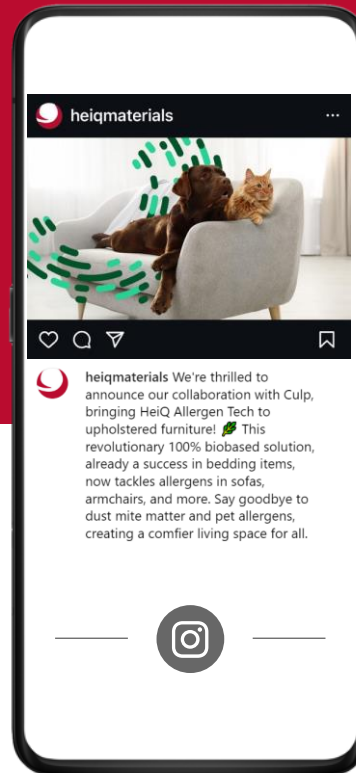 heiqmaterials
heiqmaterials We're thrilled to
announce our collaboration with Culp,
bringing HeiQ Allergen Tech to
upholstered furniture! 🌿 This
revolutionary 100% biobased solution,
already a success in bedding items,
now tackles allergens in sofas,
armchairs, and more. Say goodbye to
dust mite matter and pet allergens,
creating a comfier living space for all.